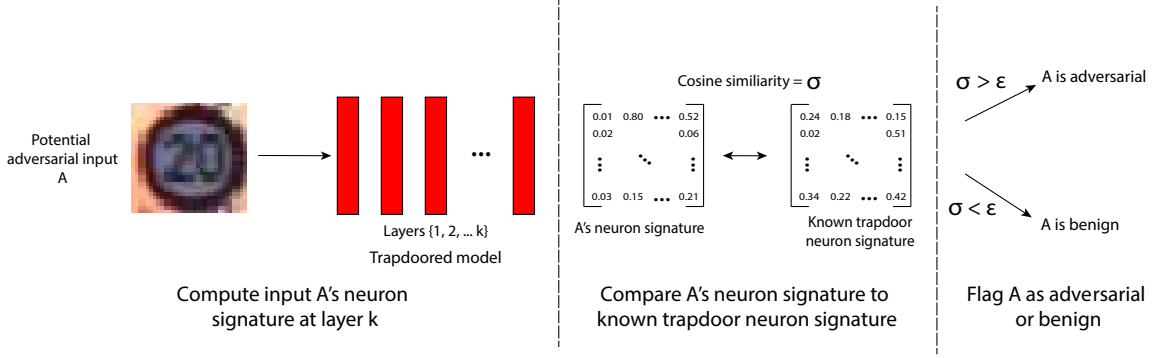 Potential
adversarial input
A
20
Layers {1, 2, ... k}
Trapdoored model
Compute input A's neuron
signature at layer k
Cosine similiarity = σ
0.01 0.80 ... 0.52
0.02 0.06
0.03 0.15 ... 0.21
A's neuron signature
0.24 0.18 ... 0.15
0.02 0.51
0.34 0.22 ... 0.42
Known trapdoor
neuron signature
Compare A's neuron signature to
known trapdoor neuron signature
σ > ε
A is adversarial
σ < ε
A is benign
Flag A as adversarial
or benign